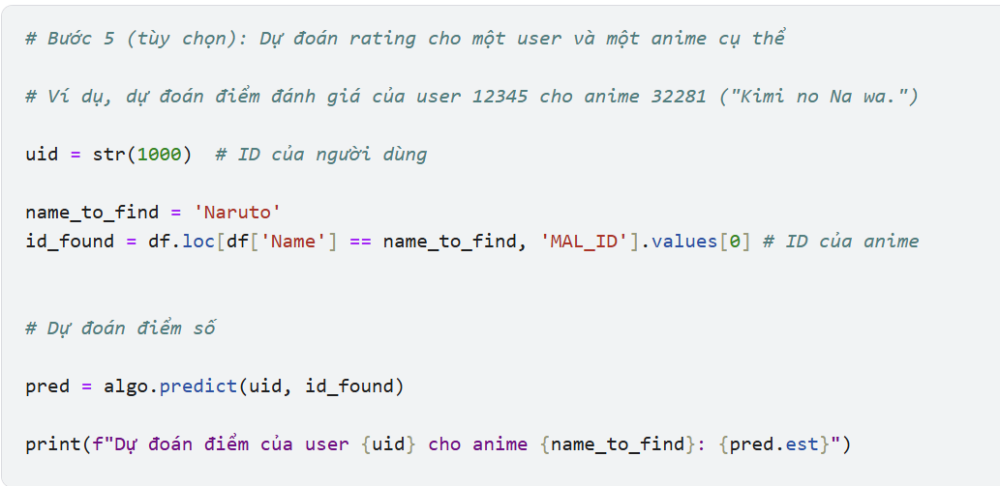 # Bước 5 (tùy chọn): Dự đoán rating cho một user và một anime cụ thể
# Ví dụ, dự đoán điểm đánh giá của user 12345 cho anime 32281 ("Kimi no Na wa.")
uid = str(1000)  # ID của người dùng
name_to_find = 'Naruto'
id_found = df.loc[df['Name'] == name_to_find, 'MAL_ID'].values[0] # ID của anime
# Dự đoán điểm số
pred = algo.predict(uid, id_found)
print(f"Dự đoán điểm của user {uid} cho anime {name_to_find}: {pred.est}")